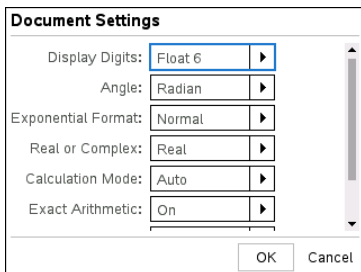 Document Settings
Display Digits: Float 6
Angle: Radian
Exponential Format: Normal
Real or Complex: Real
Calculation Mode: Auto
Exact Arithmetic: On
OK Cancel